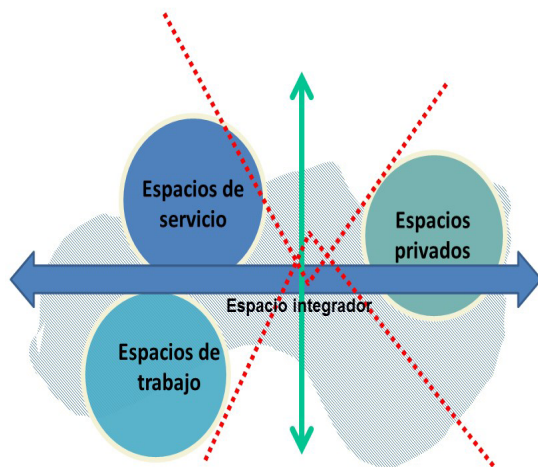 Espacios de
servicio
Espacios
privados
Espacio integrador
Espacios de
trabajo